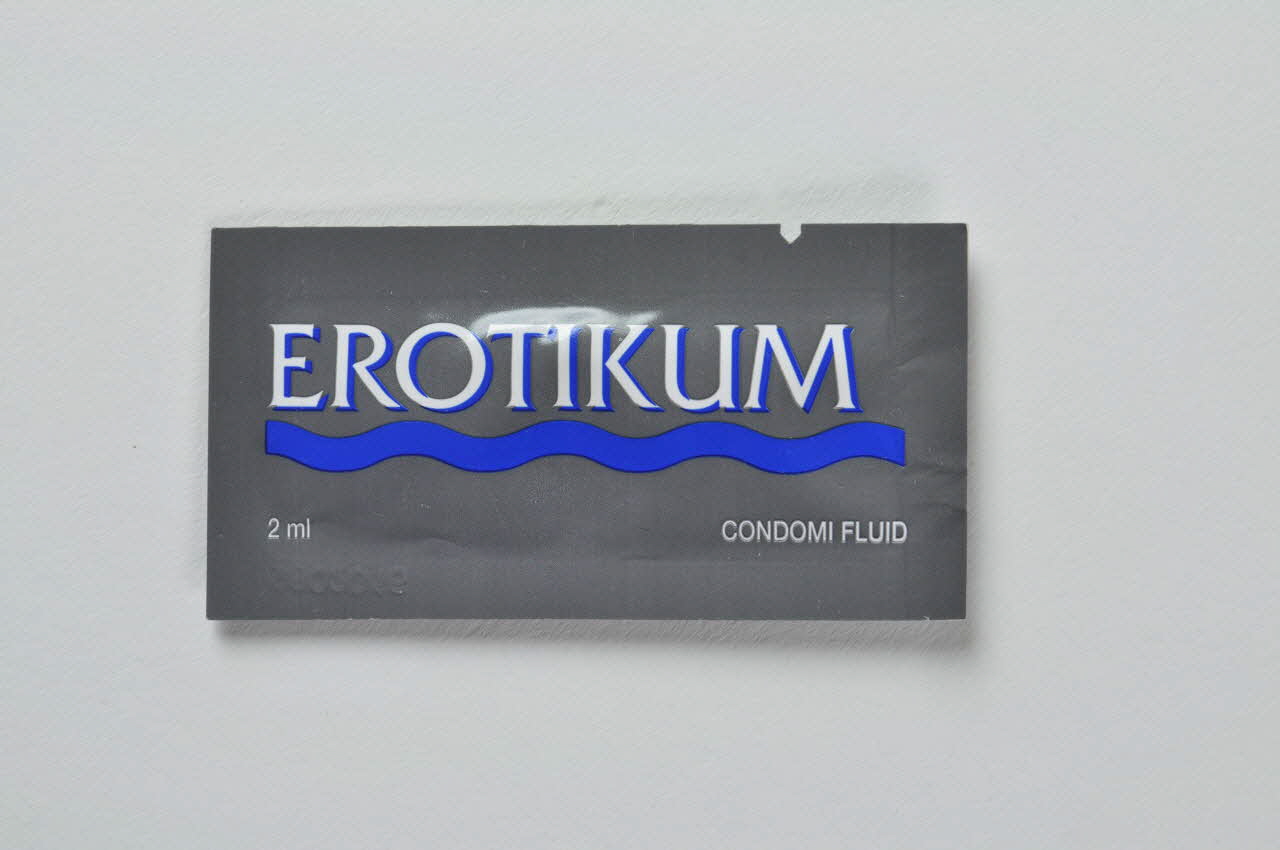 EROTIKUM
2 ml
CONDOMI FLUID